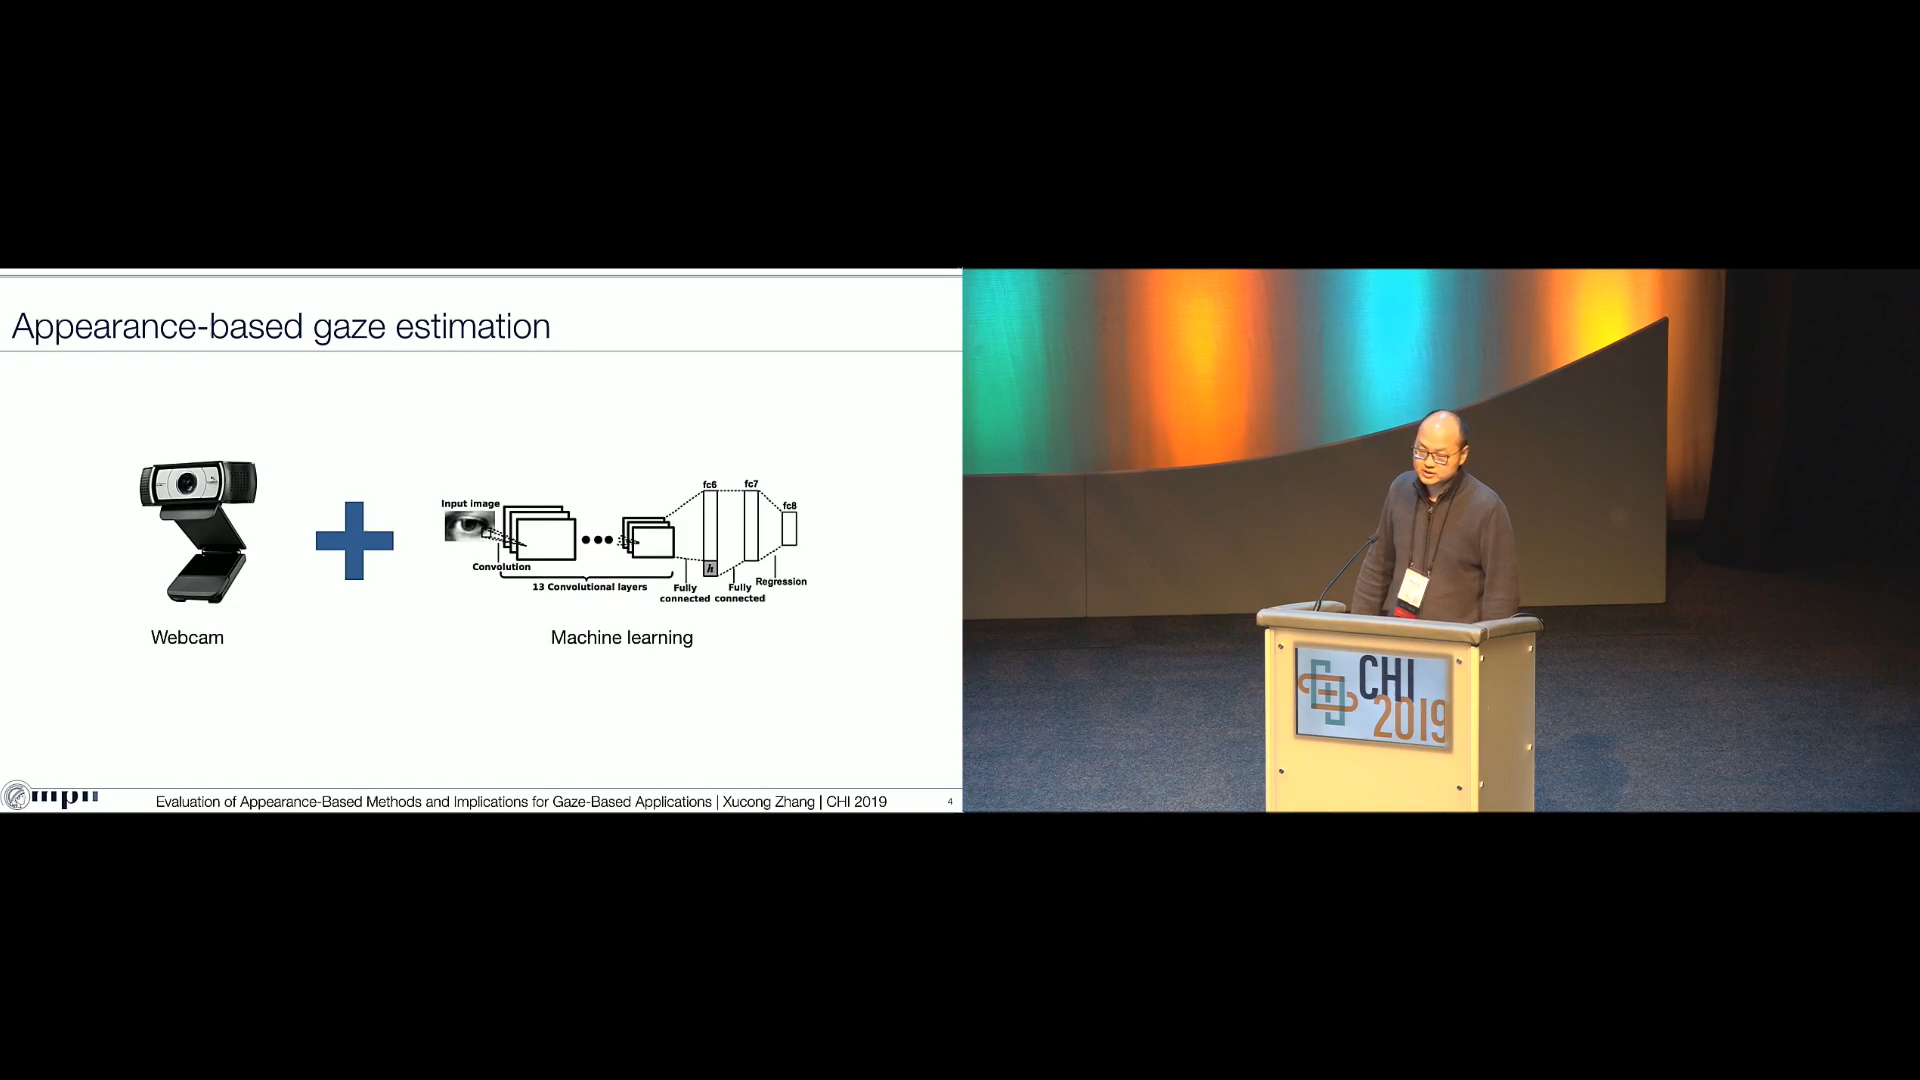 Appearance-based gaze estimation
Input image
Convolution
13 Convolutional layers
fc6
fc7
fc8
h
Fully
connected
Fully
connected
Regression
Webcam
Machine learning
mpii
Evaluation of Appearance-Based Methods and Implications for Gaze-Based Applications | Xucong Zhang | CHI 2019
4
CHI
2019